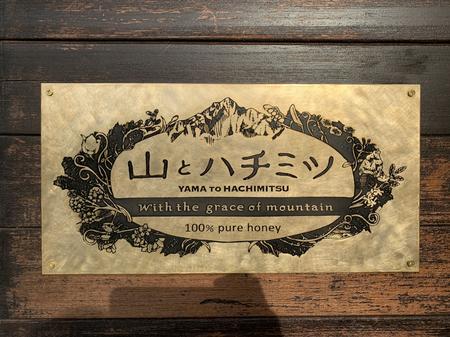 山とハチミツ
YAMA TO HACHIMITSU
with the grace of mountain
100% pure honey